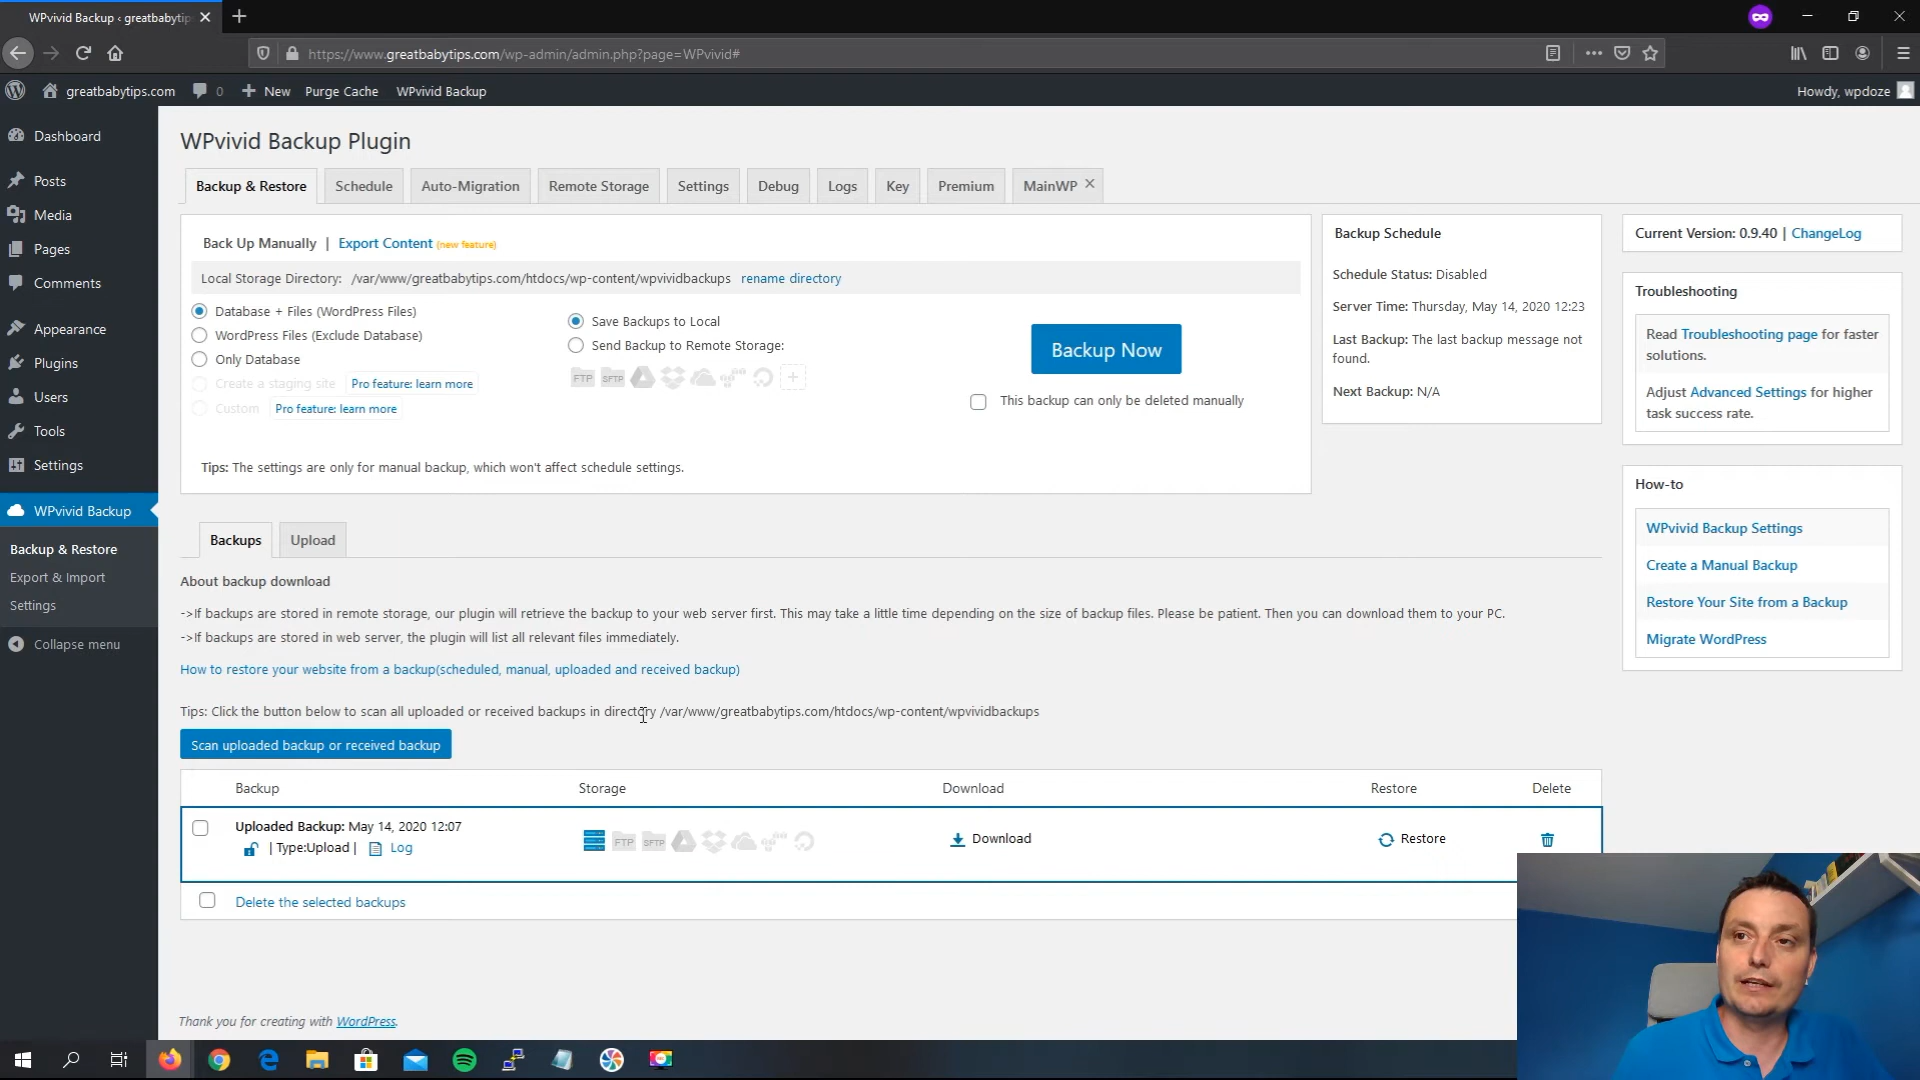 WPvivid Backup ‹ greatbabytip
https://www.greatbabytips.com/wp-admin/admin.php?page=WPvivid#
greatbabytips.com 0 New Purge Cache WPvivid Backup Howdy, wpdoze
Dashboard
Posts
Media
Pages
Comments
Appearance
Plugins
Users
Tools
Settings
WPvivid Backup
Backup & Restore
Export & Import
Settings
Collapse menu
WPvivid Backup Plugin
Backup & Restore Schedule Auto-Migration Remote Storage Settings Debug Logs Key Premium MainWP
Back Up Manually | Export Content (new feature)
Local Storage Directory: /var/www/greatbabytips.com/htdocs/wp-content/wpvividbackups rename directory
Database + Files (WordPress Files)
WordPress Files (Exclude Database)
Only Database
Create a staging site Pro feature: learn more
Custom Pro feature: learn more
Save Backups to Local
Send Backup to Remote Storage:
FTP SFTP
Backup Now
This backup can only be deleted manually
Tips: The settings are only for manual backup, which won't affect schedule settings.
Backup Schedule
Schedule Status: Disabled
Server Time: Thursday, May 14, 2020 12:23
Last Backup: The last backup message not
found.
Next Backup: N/A
Current Version: 0.9.40 | ChangeLog
Troubleshooting
Read Troubleshooting page for faster
solutions.
Adjust Advanced Settings for higher
task success rate.
How-to
WPvivid Backup Settings
Create a Manual Backup
Restore Your Site from a Backup
Migrate WordPress
Backups Upload
About backup download
->If backups are stored in remote storage, our plugin will retrieve the backup to your web server first. This may take a little time depending on the size of backup files. Please be patient. Then you can download them to your PC.
->If backups are stored in web server, the plugin will list all relevant files immediately.
How to restore your website from a backup(scheduled, manual, uploaded and received backup)
Tips: Click the button below to scan all uploaded or received backups in directory /var/www/greatbabytips.com/htdocs/wp-content/wpvividbackups
Scan uploaded backup or received backup
Backup Storage Download Restore Delete
Uploaded Backup: May 14, 2020 12:07
| Type:Upload | Log
FTP SFTP
Download
Restore
Delete the selected backups
Thank you for creating with WordPress.